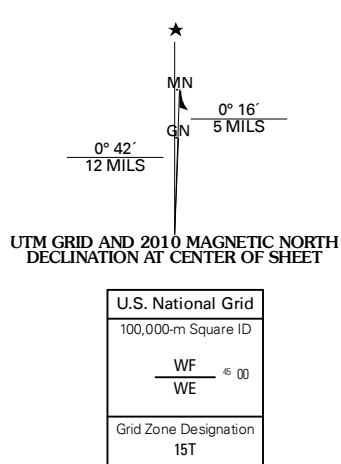 ★
MN
0° 16´
5 MILS
GN
0° 42´
12 MILS
UTM GRID AND 2010 MAGNETIC NORTH
DECLINATION AT CENTER OF SHEET
U.S. National Grid
100,000-m Square ID
WF
45 00
WE
Grid Zone Designation
15T